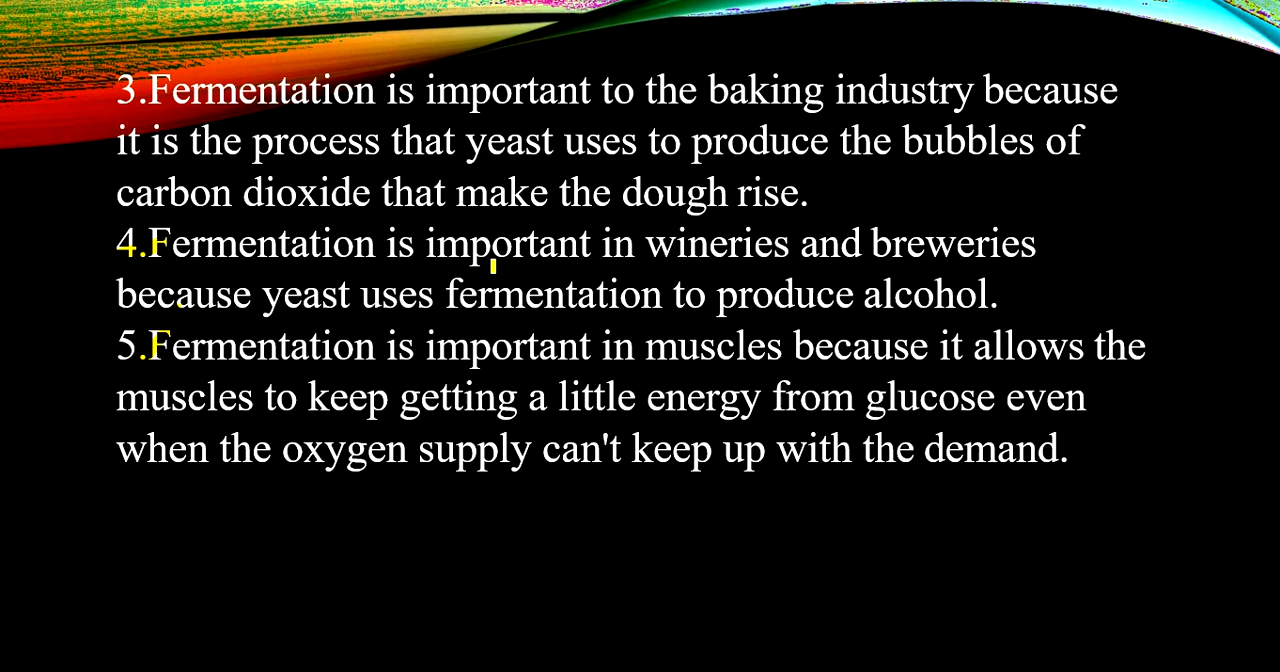 3.Fermentation is important to the baking industry because
it is the process that yeast uses to produce the bubbles of
carbon dioxide that make the dough rise.
4.Fermentation is important in wineries and breweries
because yeast uses fermentation to produce alcohol.
5.Fermentation is important in muscles because it allows the
muscles to keep getting a little energy from glucose even
when the oxygen supply can't keep up with the demand.